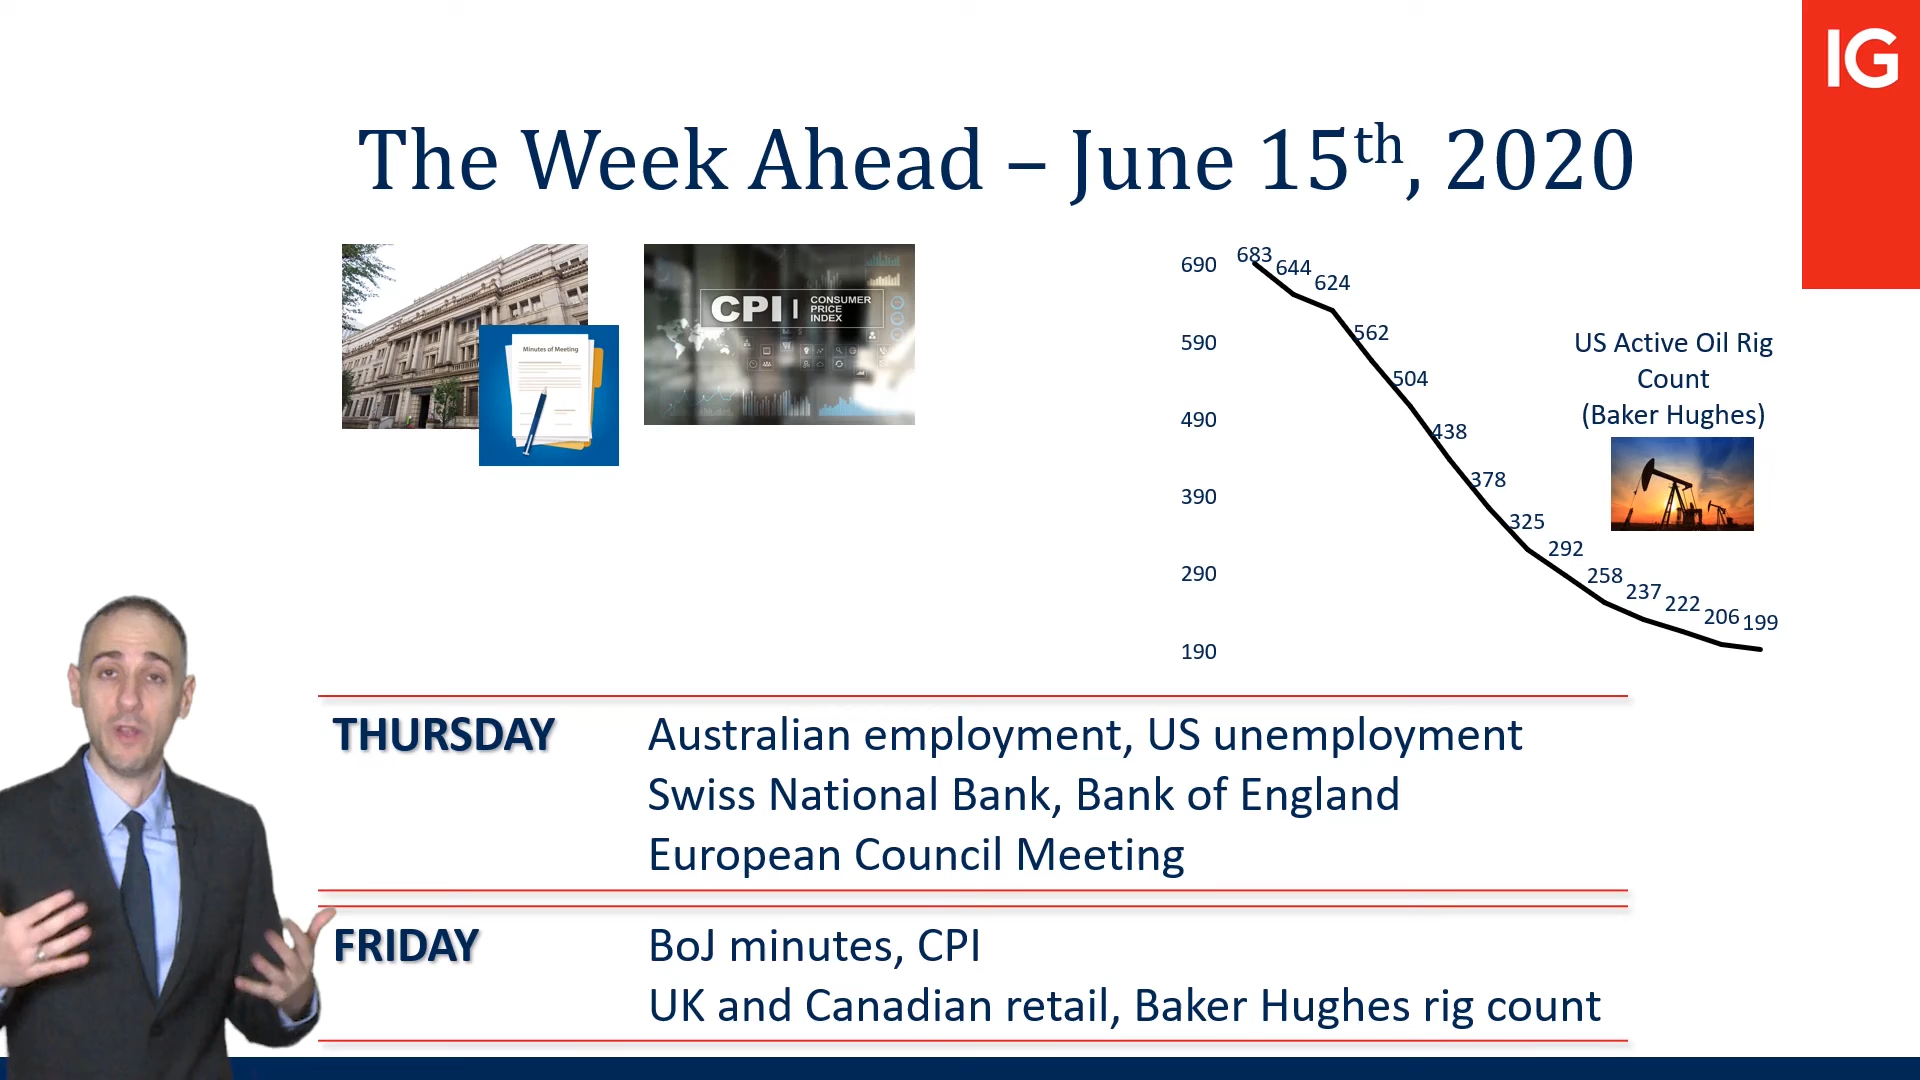 IG
The Week Ahead – June 15th, 2020
Minutes of Meeting
CPI
CONSUMER
PRICE
INDEX
690
590
490
390
290
190
683
644
624
562
504
438
378
325
292
258
237
222
206
199
US Active Oil Rig
Count
(Baker Hughes)
THURSDAY
Australian employment, US unemployment
Swiss National Bank, Bank of England
European Council Meeting
FRIDAY
BoJ minutes, CPI
UK and Canadian retail, Baker Hughes rig count